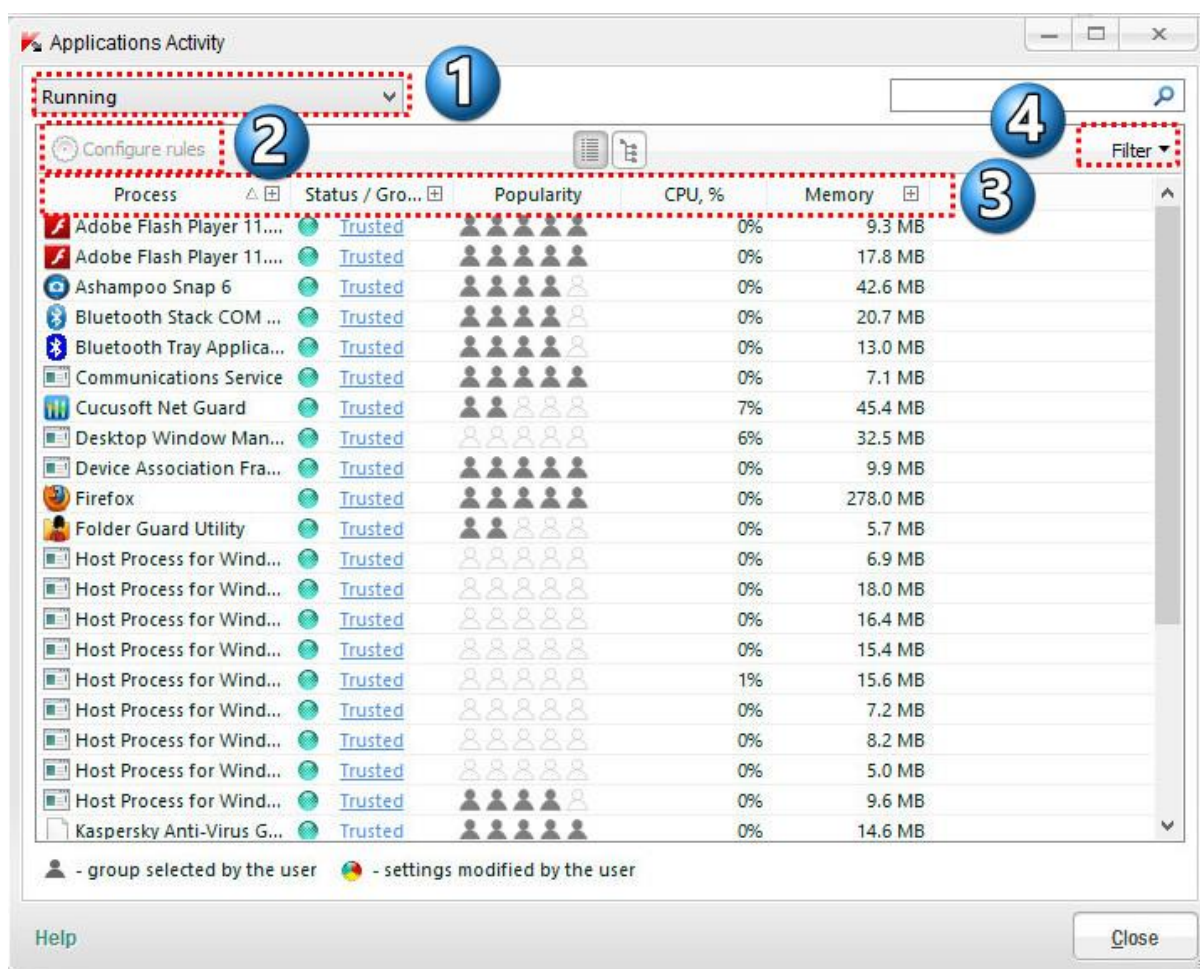 Applications Activity
1
Running
2
4
Configure rules
Filter
3
Process Status / Gro... Popularity CPU, % Memory
Adobe Flash Player 11.... Trusted 0% 9.3 MB
Adobe Flash Player 11.... Trusted 0% 17.8 MB
Ashampoo Snap 6 Trusted 0% 42.6 MB
Bluetooth Stack COM ... Trusted 0% 20.7 MB
Bluetooth Tray Applica... Trusted 0% 13.0 MB
Communications Service Trusted 0% 7.1 MB
Cucusoft Net Guard Trusted 7% 45.4 MB
Desktop Window Man... Trusted 6% 32.5 MB
Device Association Fra... Trusted 0% 9.9 MB
Firefox Trusted 0% 278.0 MB
Folder Guard Utility Trusted 0% 5.7 MB
Host Process for Wind... Trusted 0% 6.9 MB
Host Process for Wind... Trusted 0% 18.0 MB
Host Process for Wind... Trusted 0% 16.4 MB
Host Process for Wind... Trusted 0% 15.4 MB
Host Process for Wind... Trusted 1% 15.6 MB
Host Process for Wind... Trusted 0% 7.2 MB
Host Process for Wind... Trusted 0% 8.2 MB
Host Process for Wind... Trusted 0% 5.0 MB
Host Process for Wind... Trusted 0% 9.6 MB
Kaspersky Anti-Virus G... Trusted 0% 14.6 MB
- group selected by the user - settings modified by the user
Help Close